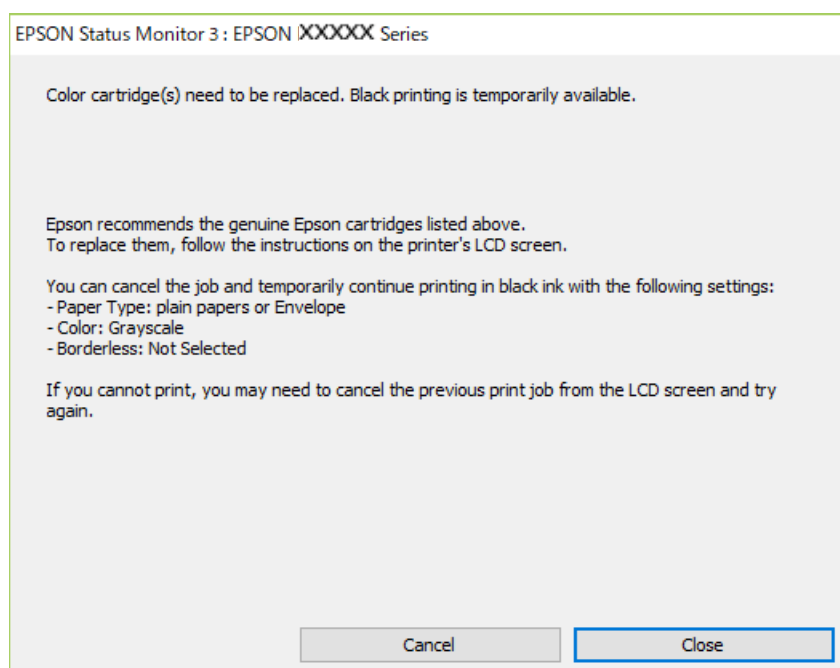 EPSON Status Monitor 3 : EPSON XXXXX Series
Color cartridge(s) need to be replaced. Black printing is temporarily available.
Epson recommends the genuine Epson cartridges listed above.
To replace them, follow the instructions on the printer's LCD screen.
You can cancel the job and temporarily continue printing in black ink with the following settings:
- Paper Type: plain papers or Envelope
- Color: Grayscale
- Borderless: Not Selected
If you cannot print, you may need to cancel the previous print job from the LCD screen and try
again.
Cancel
Close